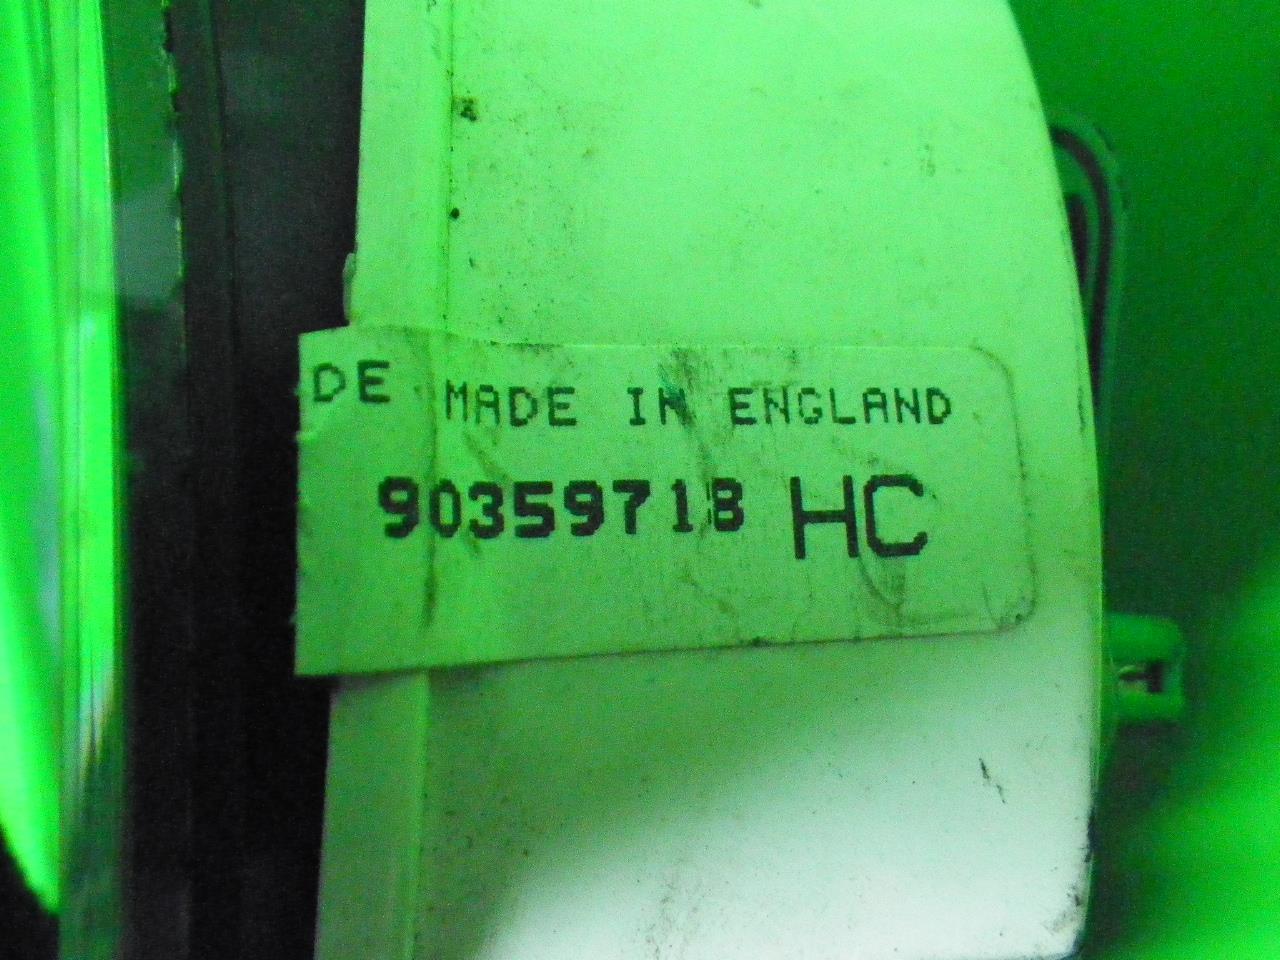 DE MADE IN ENGLAND
90359718 HC